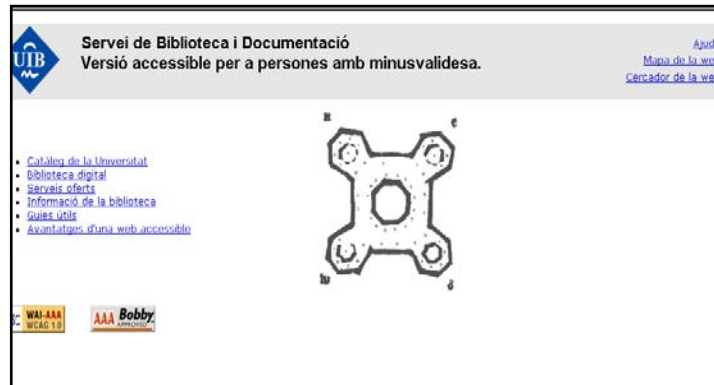 UIB
Servei de Biblioteca i Documentació
Versió accessible per a persones amb minusvalidesa.
Mapa de la we
Cercador de la we
Catàleg de la Universitat
Biblioteca digital
Serveis oferts
Informació de la biblioteca
Guies útils
Avantatges d'una web accessible
WAI-AAA
WCAG 1.0
AAA Bobby
APPROVED